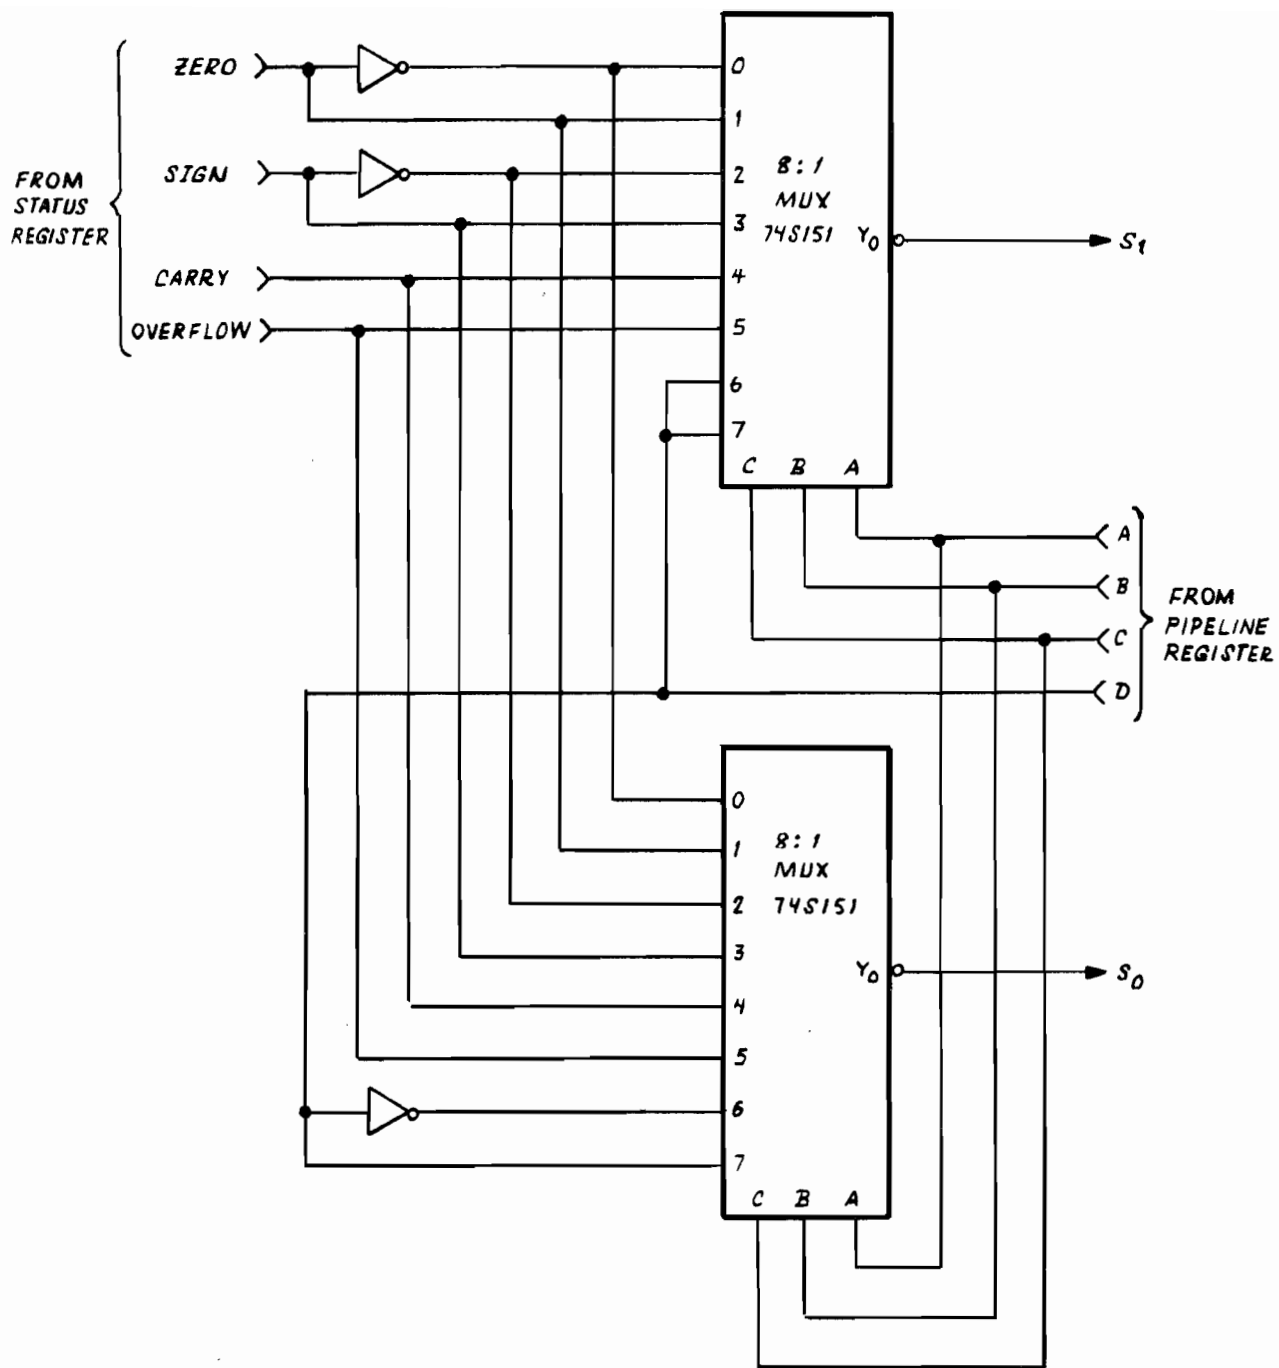 FROM
STATUS
REGISTER
ZERO
SIGN
CARRY
OVERFLOW
0
1
2
3
4
5
6
7
8:1
MUX
74S151
Y0
S1
C B A
A
B
C
D
FROM
PIPELINE
REGISTER
0
1
2
3
4
5
6
7
8:1
MUX
74S151
Y0
S0
C B A